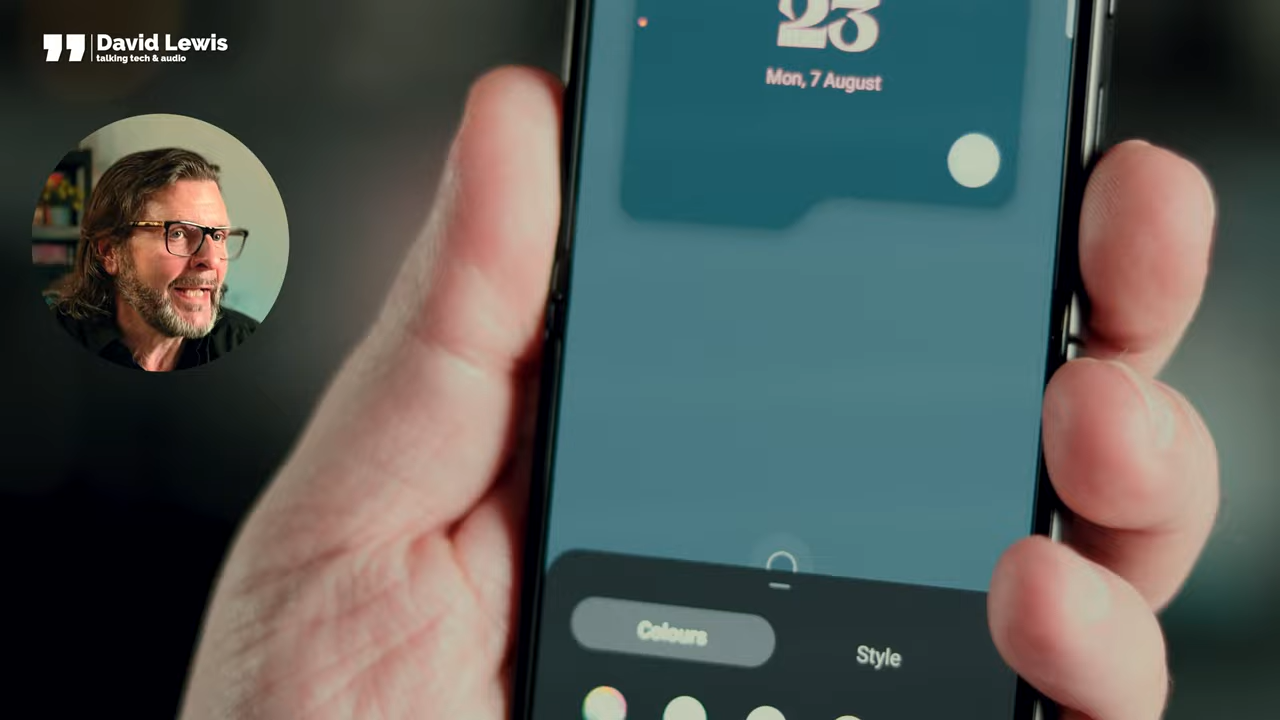 David Lewis
talking tech & audio
23
Mon, 7 August
Colours
Style